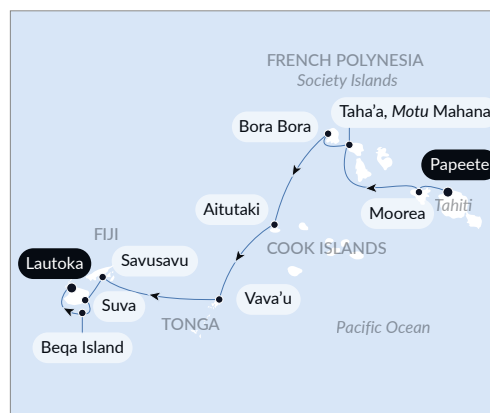 FRENCH POLYNESIA
Society Islands
Taha'a, Motu Mahana
Bora Bora
Papeete
Tahiti
Moorea
Aitutaki
COOK ISLANDS
FIJI
Savusavu
Lautoka
Vava'u
Suva
TONGA
Pacific Ocean
Beqa Island